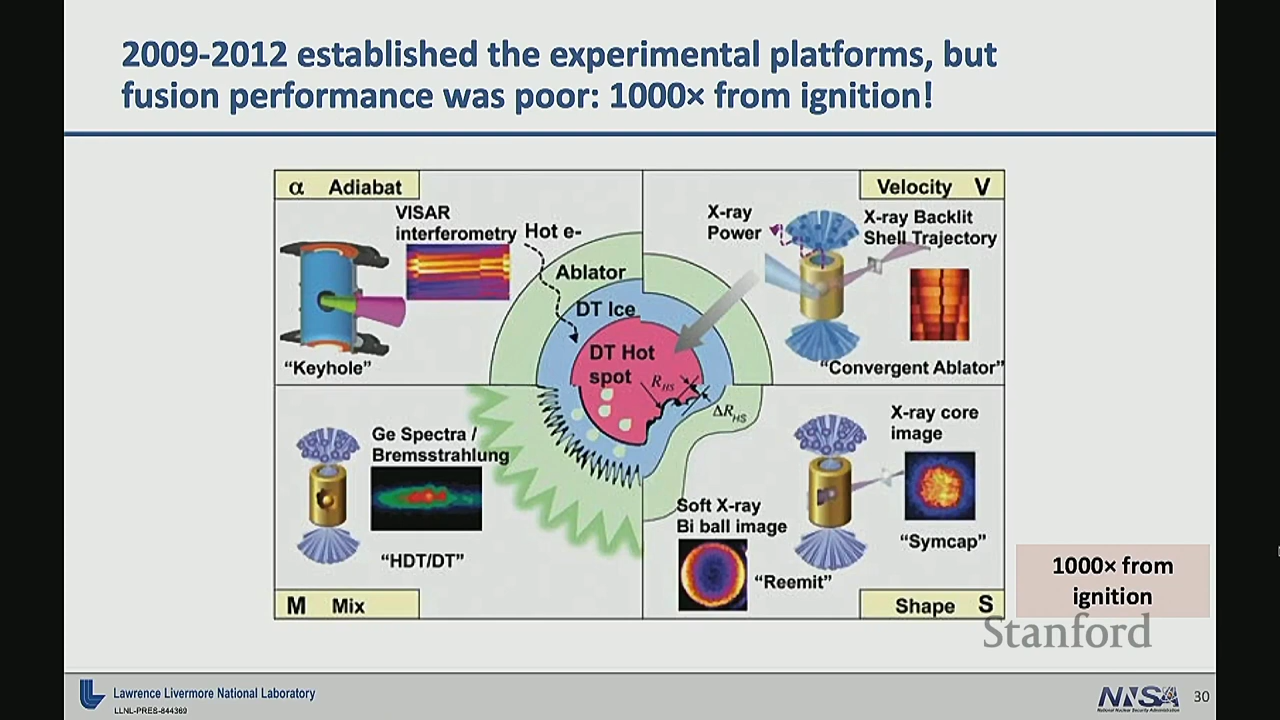 2009-2012 established the experimental platforms, but
fusion performance was poor: 1000× from ignition!
α Adiabat
VISAR
interferometry
Hot e-
Ablator
DT Ice
DT Hot
spot
R_HS
ΔR_HS
"Keyhole"
Velocity V
X-ray
Power
X-ray Backlit
Shell Trajectory
"Convergent Ablator"
Ge Spectra /
Bremsstrahlung
"HDT/DT"
M Mix
X-ray core
image
Soft X-ray
Bi ball image
"Symcap"
"Reemit"
Shape S
1000× from
ignition
Stanford
Lawrence Livermore National Laboratory
LLNL-PRES-844369
NNSA
National Nuclear Security Administration
30